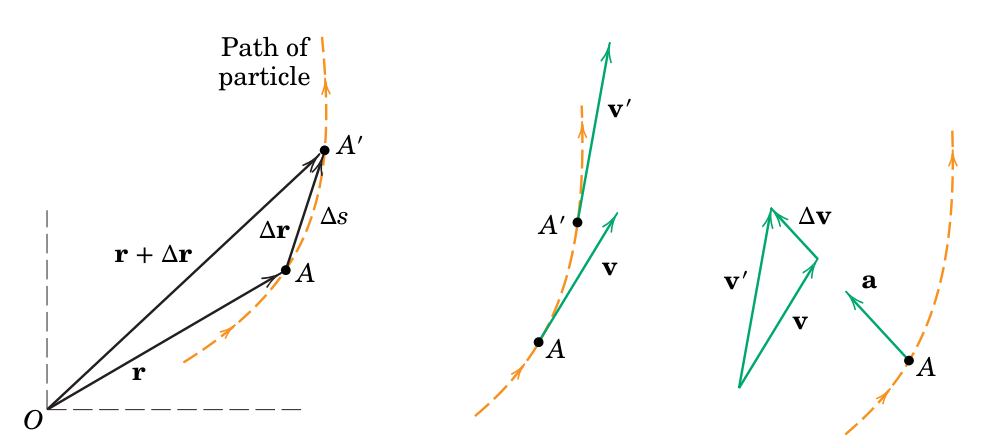 Path of
particle
A′
Δs
Δr
r + Δr
A
r
O
v′
A′
v
A
Δv
v′
v
a
A